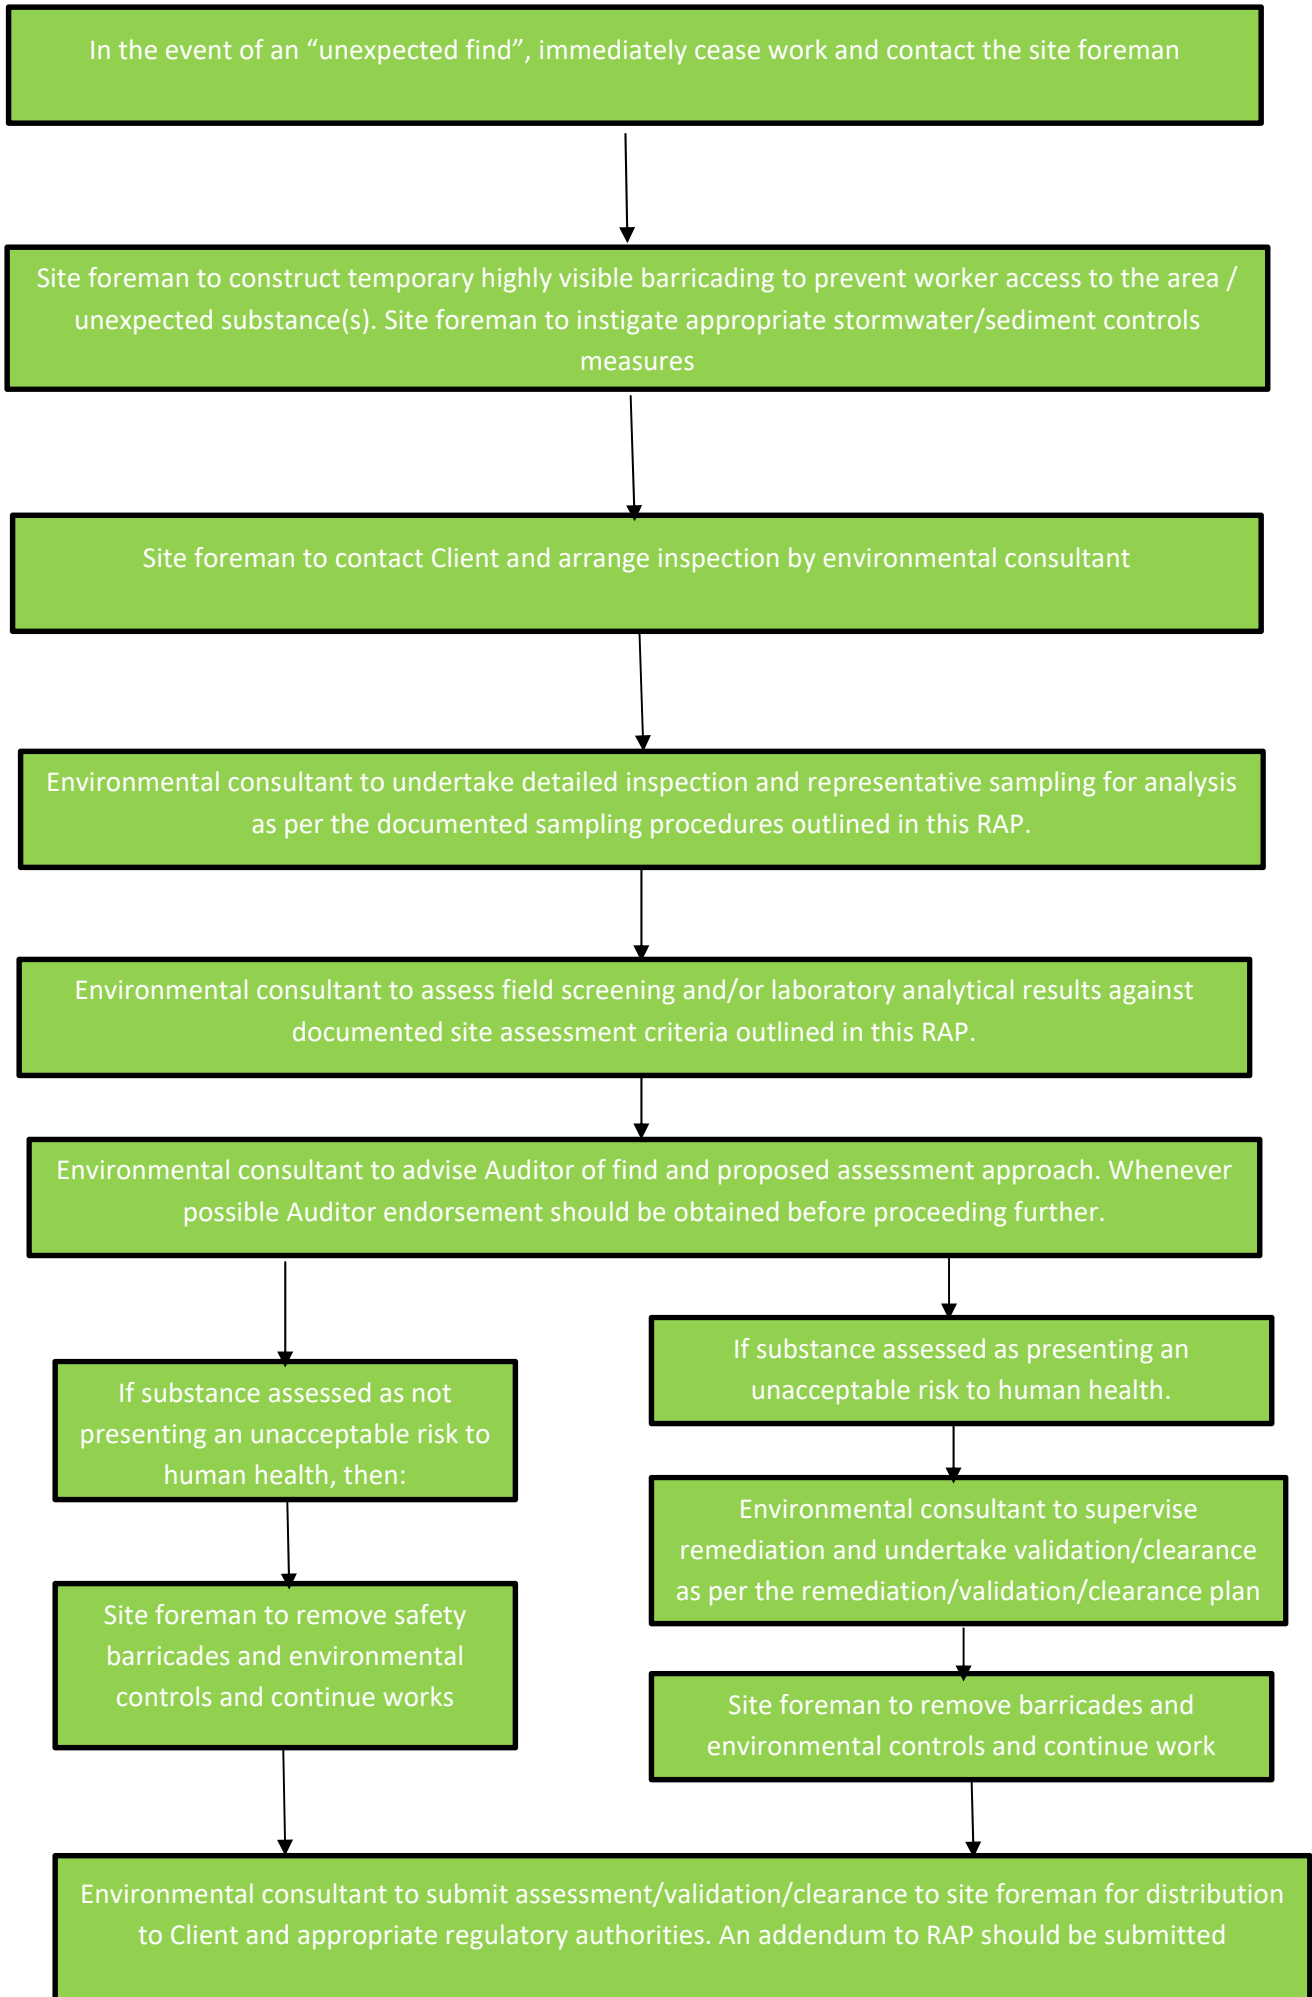 In the event of an “unexpected find”, immediately cease work and contact the site foreman
Site foreman to construct temporary highly visible barricading to prevent worker access to the area /
unexpected substance(s). Site foreman to instigate appropriate stormwater/sediment controls
measures
Site foreman to contact Client and arrange inspection by environmental consultant
Environmental consultant to undertake detailed inspection and representative sampling for analysis
as per the documented sampling procedures outlined in this RAP.
Environmental consultant to assess field screening and/or laboratory analytical results against
documented site assessment criteria outlined in this RAP.
Environmental consultant to advise Auditor of find and proposed assessment approach. Whenever
possible Auditor endorsement should be obtained before proceeding further.
If substance assessed as not
presenting an unacceptable risk to
human health, then:
Site foreman to remove safety
barricades and environmental
controls and continue works
If substance assessed as presenting an
unacceptable risk to human health.
Environmental consultant to supervise
remediation and undertake validation/clearance
as per the remediation/validation/clearance plan
Site foreman to remove barricades and
environmental controls and continue work
Environmental consultant to submit assessment/validation/clearance to site foreman for distribution
to Client and appropriate regulatory authorities. An addendum to RAP should be submitted